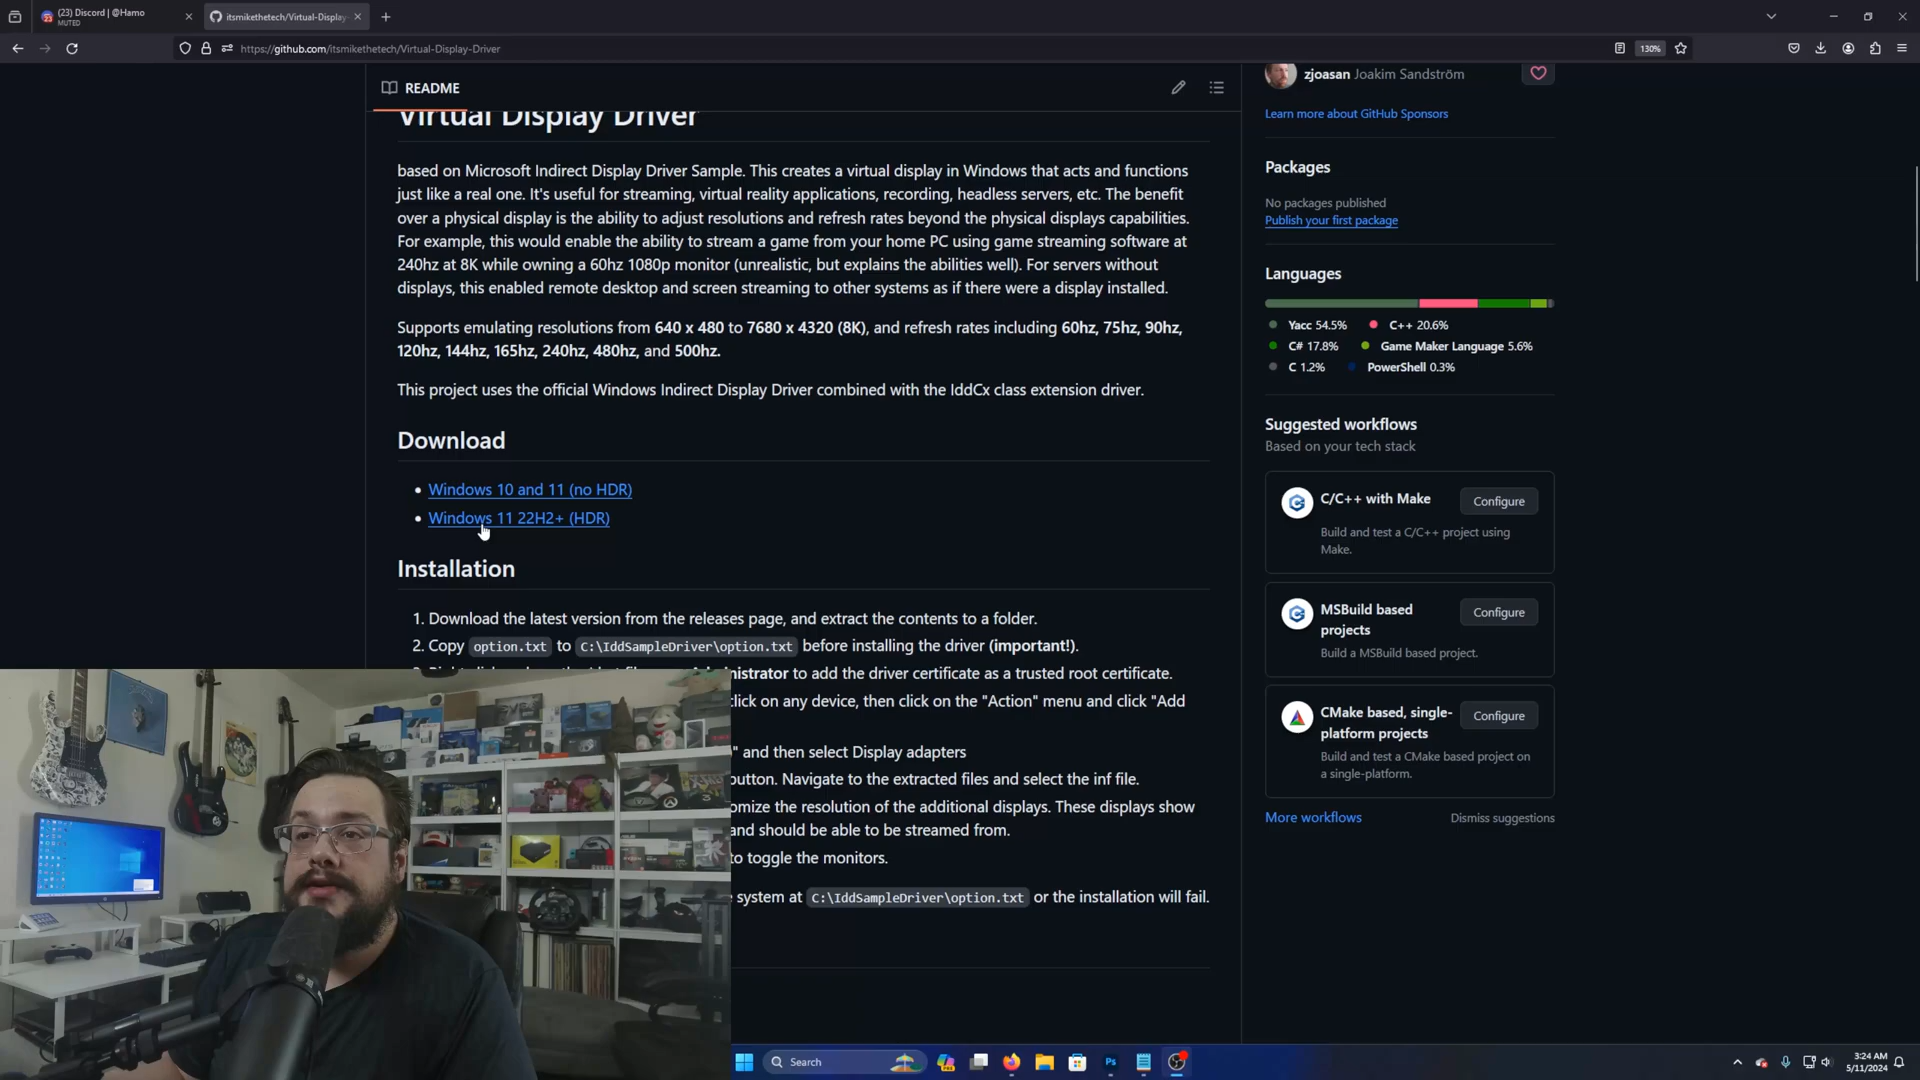 (23) Discord | @Hamo
MUTED
itsmikethetech/Virtual-Display-
https://github.com/itsmikethetech/Virtual-Display-Driver
130%
README
Virtual Display Driver
based on Microsoft Indirect Display Driver Sample. This creates a virtual display in Windows that acts and functions
just like a real one. It's useful for streaming, virtual reality applications, recording, headless servers, etc. The benefit
over a physical display is the ability to adjust resolutions and refresh rates beyond the physical displays capabilities.
For example, this would enable the ability to stream a game from your home PC using game streaming software at
240hz at 8K while owning a 60hz 1080p monitor (unrealistic, but explains the abilities well). For servers without
displays, this enabled remote desktop and screen streaming to other systems as if there were a display installed.
Supports emulating resolutions from 640 x 480 to 7680 x 4320 (8K), and refresh rates including 60hz, 75hz, 90hz,
120hz, 144hz, 165hz, 240hz, 480hz, and 500hz.
This project uses the official Windows Indirect Display Driver combined with the IddCx class extension driver.
Download
Windows 10 and 11 (no HDR)
Windows 11 22H2+ (HDR)
Installation
1. Download the latest version from the releases page, and extract the contents to a folder.
2. Copy option.txt to C:\IddSampleDriver\option.txt before installing the driver (important!).
to add the driver certificate as a trusted root certificate.
click on any device, then click on the "Action" menu and click "Add
" and then select Display adapters
button. Navigate to the extracted files and select the inf file.
the resolution of the additional displays. These displays show
and should be able to be streamed from.
to toggle the monitors.
system at C:\IddSampleDriver\option.txt or the installation will fail.
zjoasan Joakim Sandström
Learn more about GitHub Sponsors
Packages
No packages published
Publish your first package
Languages
Yacc 54.5% C++ 20.6%
C# 17.8% Game Maker Language 5.6%
C 1.2% PowerShell 0.3%
Suggested workflows
Based on your tech stack
C/C++ with Make
Configure
Build and test a C/C++ project using
Make.
MSBuild based
projects
Configure
Build a MSBuild based project.
CMake based, single-
platform projects
Configure
Build and test a CMake based project on
a single-platform.
More workflows
Dismiss suggestions
Search
Ps
3:24 AM
5/11/2024